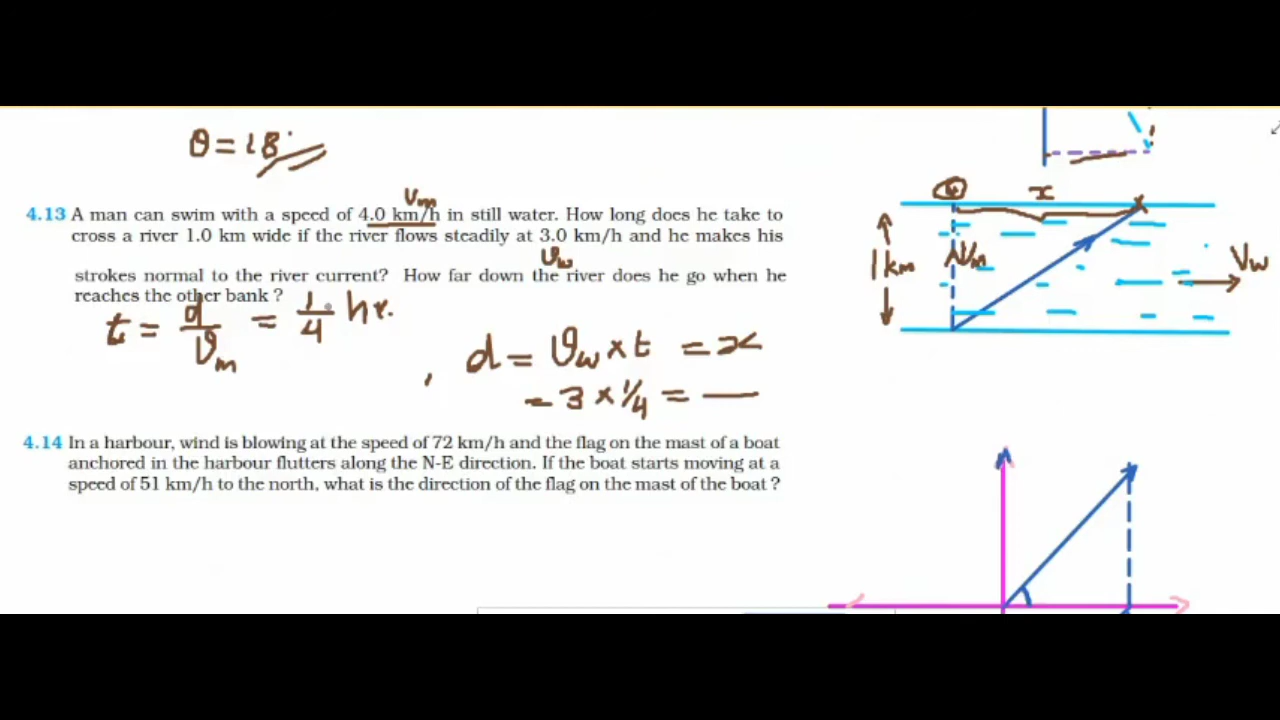 θ = 18°
4.13 A man can swim with a speed of 4.0 km/h in still water. How long does he take to
cross a river 1.0 km wide if the river flows steadily at 3.0 km/h and he makes his
strokes normal to the river current? How far down the river does he go when he
reaches the other bank ?
vm
vw
t = d/vm = 1/4 hr.
, d = vw × t = x
= 3 × 1/4 =
x
1 km
vm
vw
4.14 In a harbour, wind is blowing at the speed of 72 km/h and the flag on the mast of a boat
anchored in the harbour flutters along the N-E direction. If the boat starts moving at a
speed of 51 km/h to the north, what is the direction of the flag on the mast of the boat ?